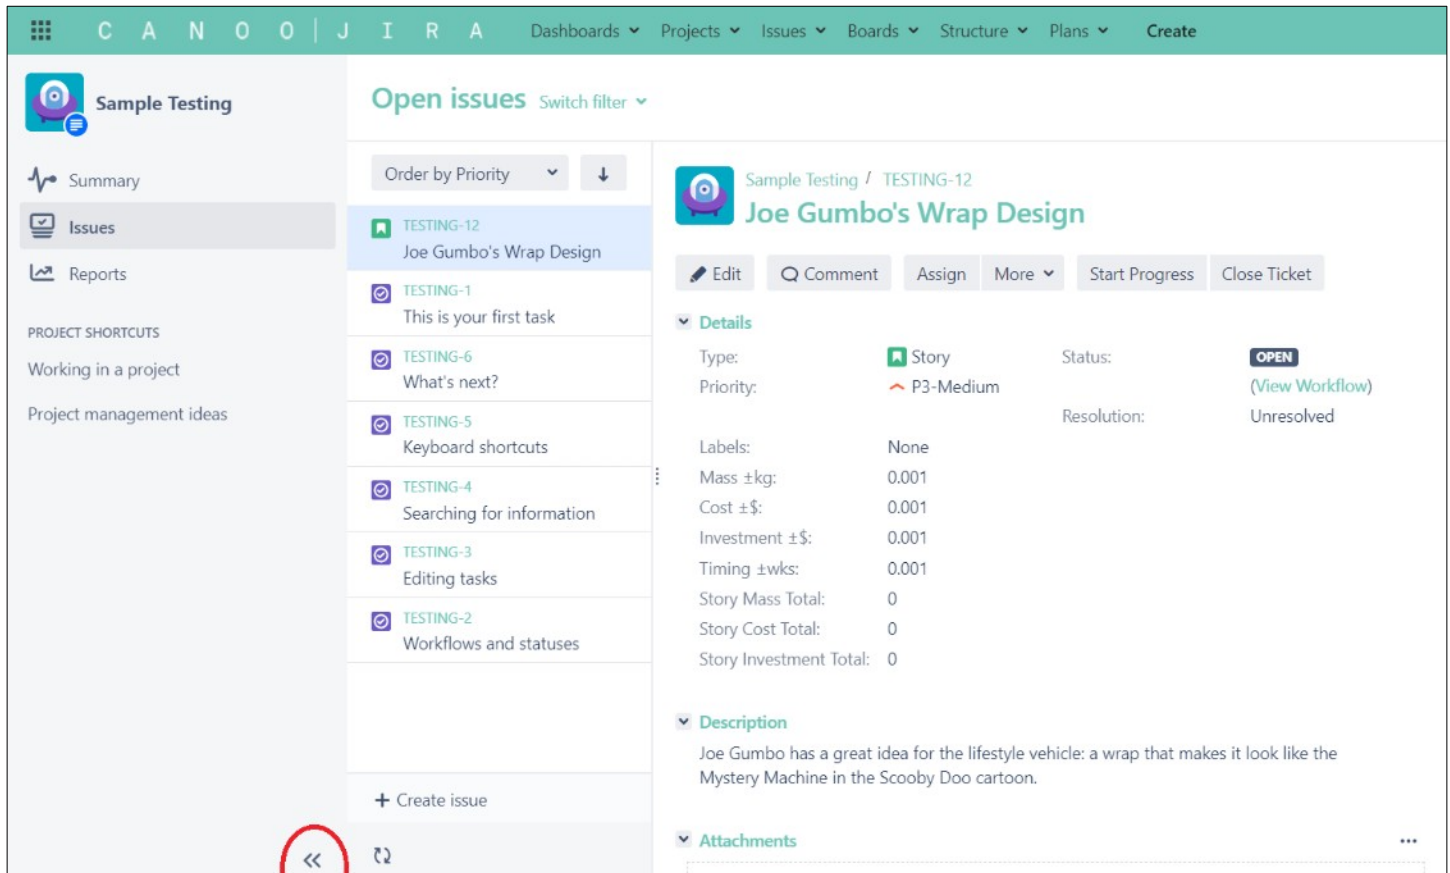 CANOO|JIRA Dashboards Projects Issues Boards Structure Plans Create
Sample Testing
Summary
Issues
Reports
PROJECT SHORTCUTS
Working in a project
Project management ideas
Open issues Switch filter
Order by Priority
TESTING-12
Joe Gumbo's Wrap Design
TESTING-1
This is your first task
TESTING-6
What's next?
TESTING-5
Keyboard shortcuts
TESTING-4
Searching for information
TESTING-3
Editing tasks
TESTING-2
Workflows and statuses
+ Create issue
Sample Testing / TESTING-12
Joe Gumbo's Wrap Design
Edit Comment Assign More Start Progress Close Ticket
Details
Type: Story Status: OPEN
Priority: P3-Medium (View Workflow)
Resolution: Unresolved
Labels: None
Mass ±kg: 0.001
Cost ±$: 0.001
Investment ±$: 0.001
Timing ±wks: 0.001
Story Mass Total: 0
Story Cost Total: 0
Story Investment Total: 0
Description
Joe Gumbo has a great idea for the lifestyle vehicle: a wrap that makes it look like the
Mystery Machine in the Scooby Doo cartoon.
Attachments